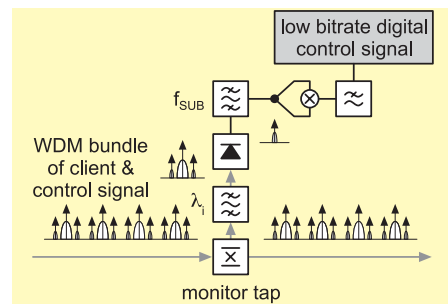 low bitrate digital
control signal
f_SUB
WDM bundle
of client &
control signal
λ_i
monitor tap